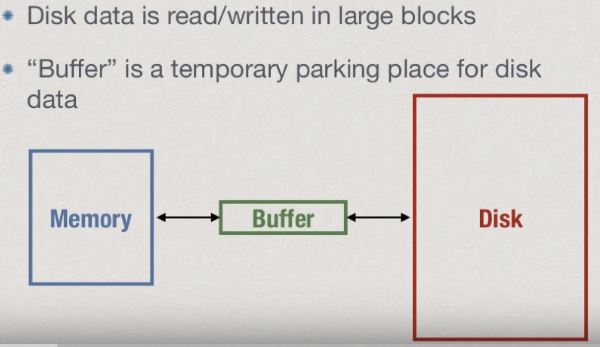 Disk data is read/written in large blocks
“Buffer” is a temporary parking place for disk
data
Memory
Buffer
Disk